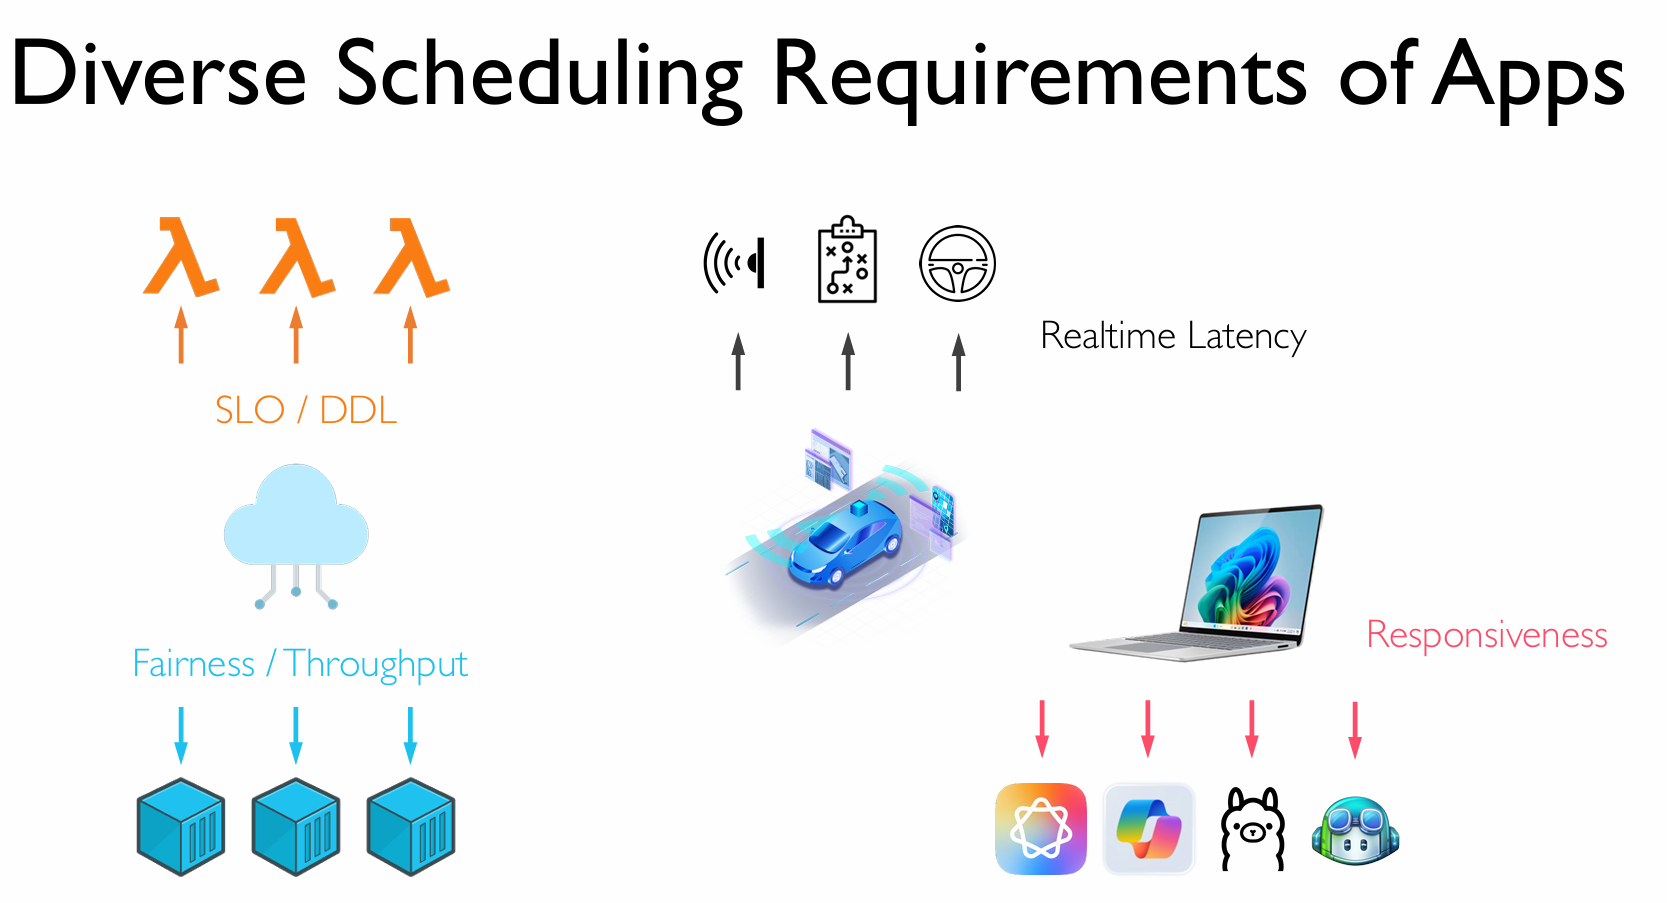 Diverse Scheduling Requirements of Apps
Realtime Latency
SLO / DDL
Responsiveness
Fairness / Throughput